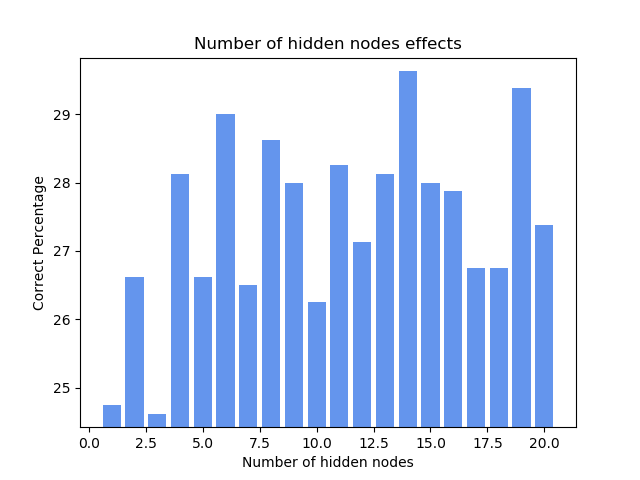 Number of hidden nodes effects
Correct Percentage
29
28
27
26
25
0.0 2.5 5.0 7.5 10.0 12.5 15.0 17.5 20.0
Number of hidden nodes